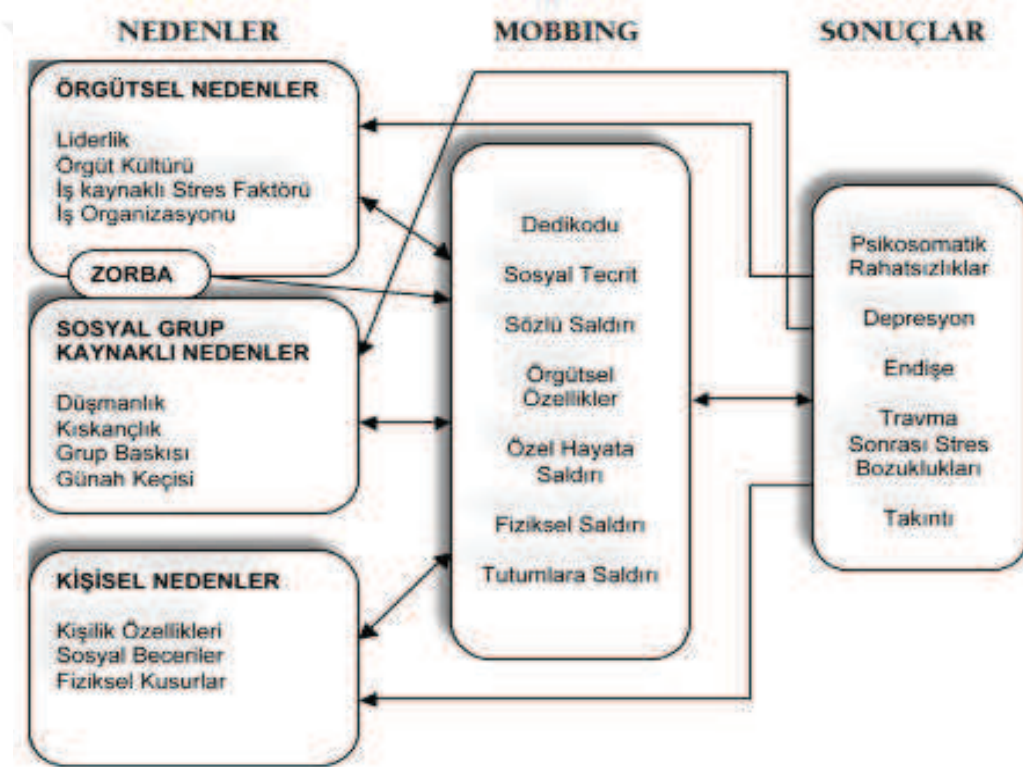 NEDENLER
MOBBING
SONUÇLAR
ÖRGÜTSEL NEDENLER
Liderlik
Örgüt Kültürü
İş kaynaklı Stres Faktörü
İş Organizasyonu
ZORBA
SOSYAL GRUP
KAYNAKLI NEDENLER
Düşmanlık
Kıskançlık
Grup Baskısı
Günah Keçisi
KİŞİSEL NEDENLER
Kişilik Özellikleri
Sosyal Beceriler
Fiziksel Kusurlar
Dedikodu
Sosyal Tecrit
Sözlü Saldırı
Örgütsel
Özellikler
Özel Hayata
Saldırı
Fiziksel Saldırı
Tutumlara Saldırı
Psikosomatik
Rahatsızlıklar
Depresyon
Endişe
Travma
Sonrası Stres
Bozuklukları
Takıntı